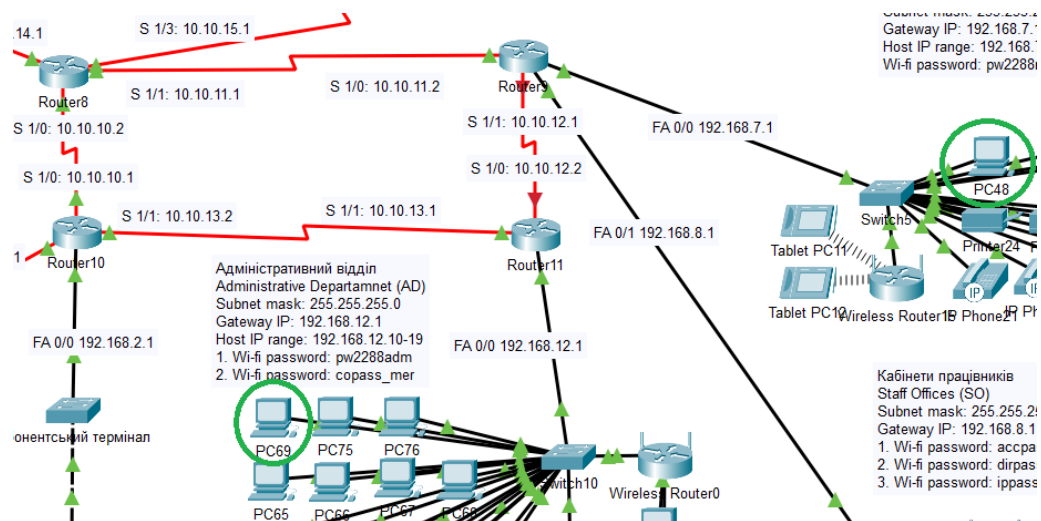 .14.1
S 1/3: 10.10.15.1
Gateway IP: 192.168.7.1
Host IP range: 192.168.
Wi-fi password: pw2288
Router8
Router9
S 1/1: 10.10.11.1
S 1/0: 10.10.11.2
S 1/0: 10.10.10.2
S 1/1: 10.10.12.1
FA 0/0 192.168.7.1
S 1/0: 10.10.10.1
S 1/0: 10.10.12.2
PC48
S 1/1: 10.10.13.2
S 1/1: 10.10.13.1
Switch5
FA 0/1 192.168.8.1
Printer24
Tablet PC11
1
Router10
Router11
IP
IP
Tablet PC12
Wireless Router15
IP Phone21
IP Ph
Адміністративний відділ
Administrative Departamnet (AD)
Subnet mask: 255.255.255.0
Gateway IP: 192.168.12.1
Host IP range: 192.168.12.10-19
1. Wi-fi password: pw2288adm
2. Wi-fi password: copass_mer
FA 0/0 192.168.2.1
FA 0/0 192.168.12.1
Кабінети працівників
Staff Offices (SO)
Subnet mask: 255.255.25
Gateway IP: 192.168.8.1
1. Wi-fi password: accpa
2. Wi-fi password: dirpas
3. Wi-fi password: ippass
онентський термінал
PC69
PC75
PC76
Switch10
Wireless Router0
PC65
PC66
PC67
PC68